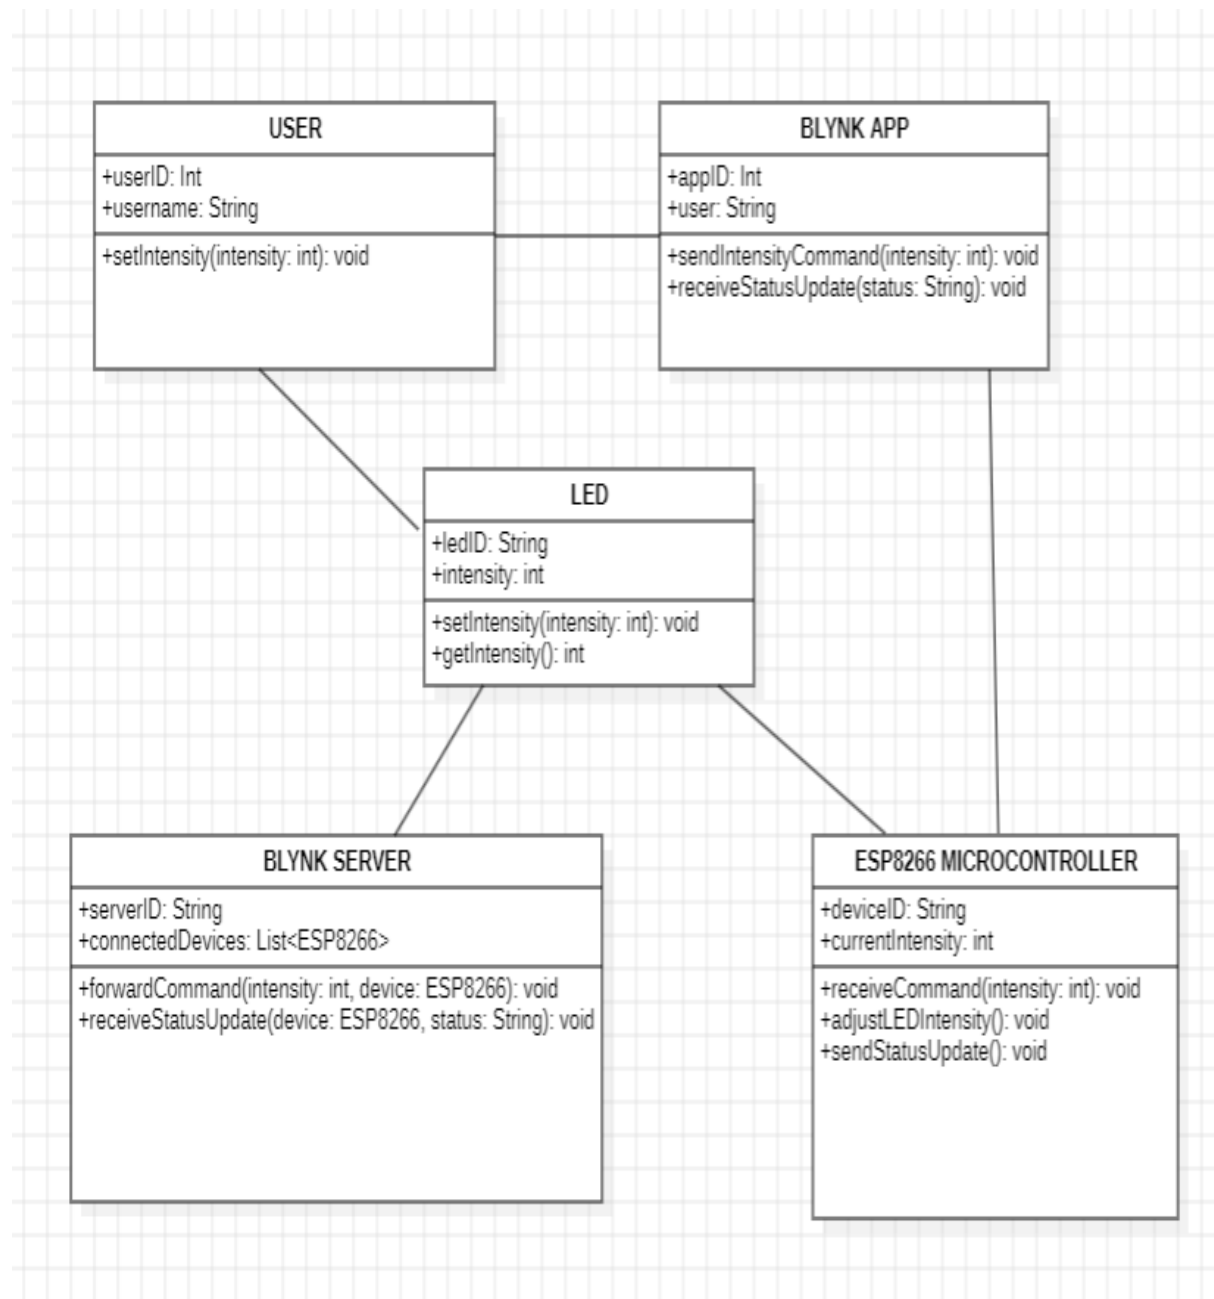 USER
+userID: Int
+username: String
+setIntensity(intensity: int): void
BLYNK APP
+appID: Int
+user: String
+sendIntensityCommand(intensity: int): void
+receiveStatusUpdate(status: String): void
LED
+ledID: String
+intensity: int
+setIntensity(intensity: int): void
+getIntensity(): int
BLYNK SERVER
+serverID: String
+connectedDevices: List<ESP8266>
+forwardCommand(intensity: int, device: ESP8266): void
+receiveStatusUpdate(device: ESP8266, status: String): void
ESP8266 MICROCONTROLLER
+deviceID: String
+currentIntensity: int
+receiveCommand(intensity: int): void
+adjustLEDIntensity(): void
+sendStatusUpdate(): void